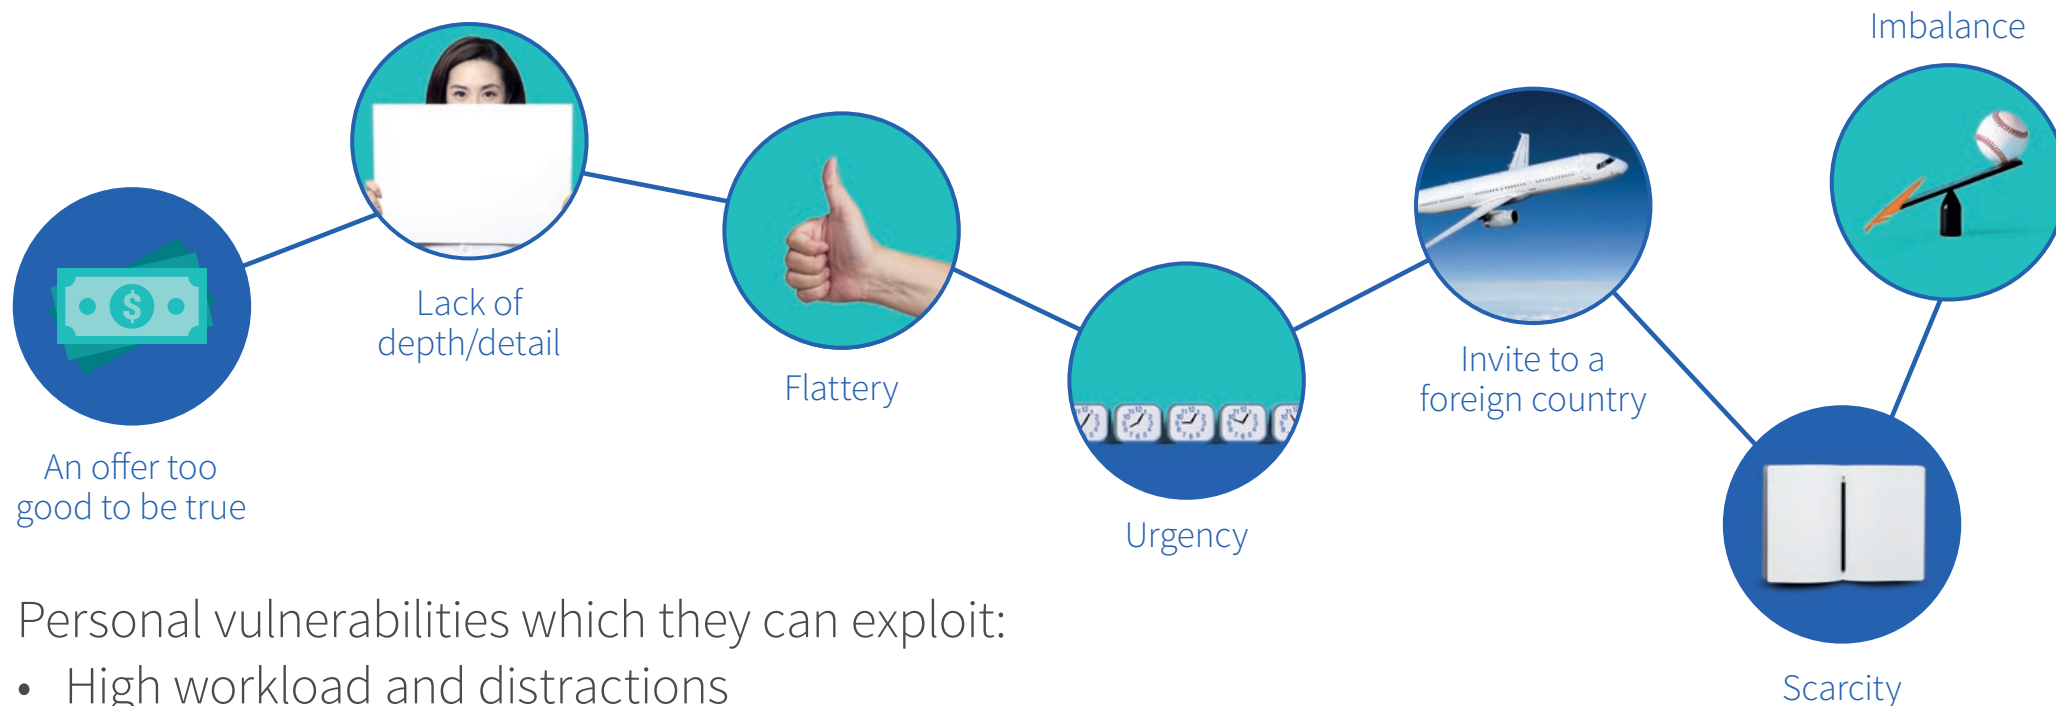 An offer too
good to be true
Lack of
depth/detail
Flattery
Urgency
Invite to a
foreign country
Scarcity
Imbalance
Personal vulnerabilities which they can exploit:
• High workload and distractions